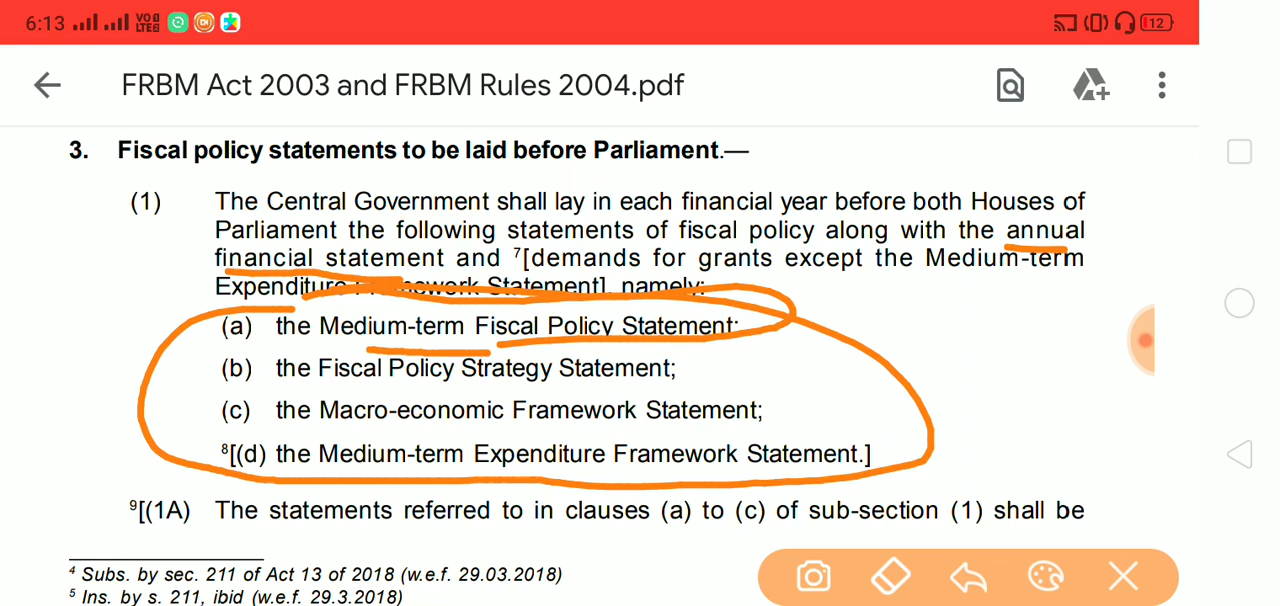 6:13 VoD LTE2 12
FRBM Act 2003 and FRBM Rules 2004.pdf
3. Fiscal policy statements to be laid before Parliament.—
(1) The Central Government shall lay in each financial year before both Houses of
Parliament the following statements of fiscal policy along with the annual
financial statement and ⁷[demands for grants except the Medium-term
Expenditure Framework Statement], namely:
(a) the Medium-term Fiscal Policy Statement;
(b) the Fiscal Policy Strategy Statement;
(c) the Macro-economic Framework Statement;
⁸[(d) the Medium-term Expenditure Framework Statement.]
⁹[(1A) The statements referred to in clauses (a) to (c) of sub-section (1) shall be
⁴ Subs. by sec. 211 of Act 13 of 2018 (w.e.f. 29.03.2018)
⁵ Ins. by s. 211, ibid (w.e.f. 29.3.2018)